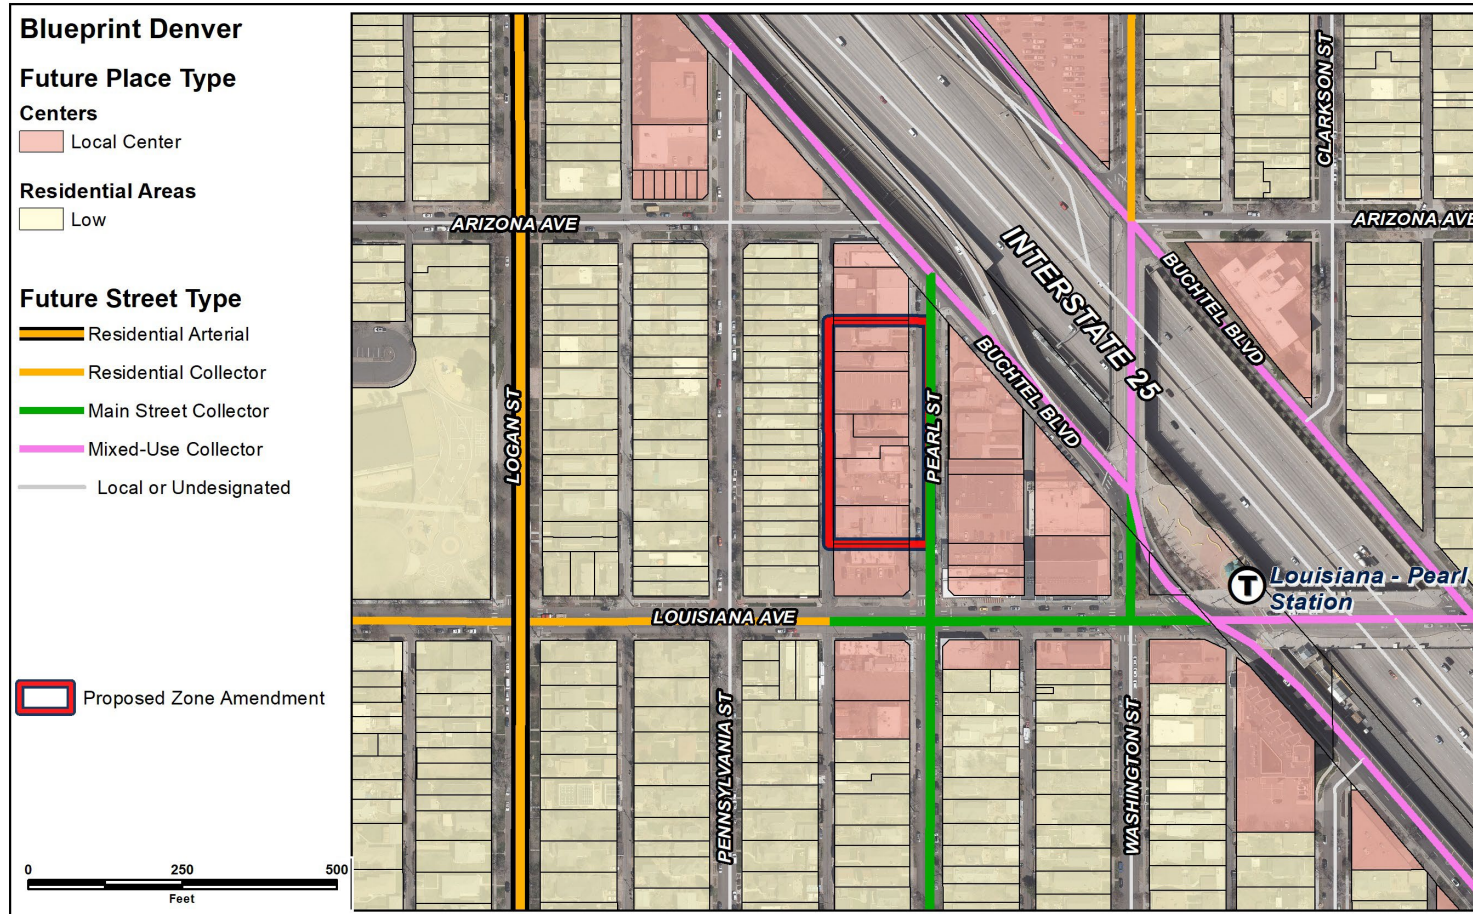 Blueprint Denver
Future Place Type
Centers
Local Center
Residential Areas
Low
Future Street Type
Residential Arterial
Residential Collector
Main Street Collector
Mixed-Use Collector
Local or Undesignated
Proposed Zone Amendment
0 250 500
Feet
CLARKSON ST
ARIZONA AVE
ARIZONA AVE
INTERSTATE 25
BUCHTEL BLVD
BUCHTEL BLVD
LOGAN ST
PEARL ST
T
Louisiana - Pearl
Station
LOUISIANA AVE
PENNSYLVANIA ST
WASHINGTON ST